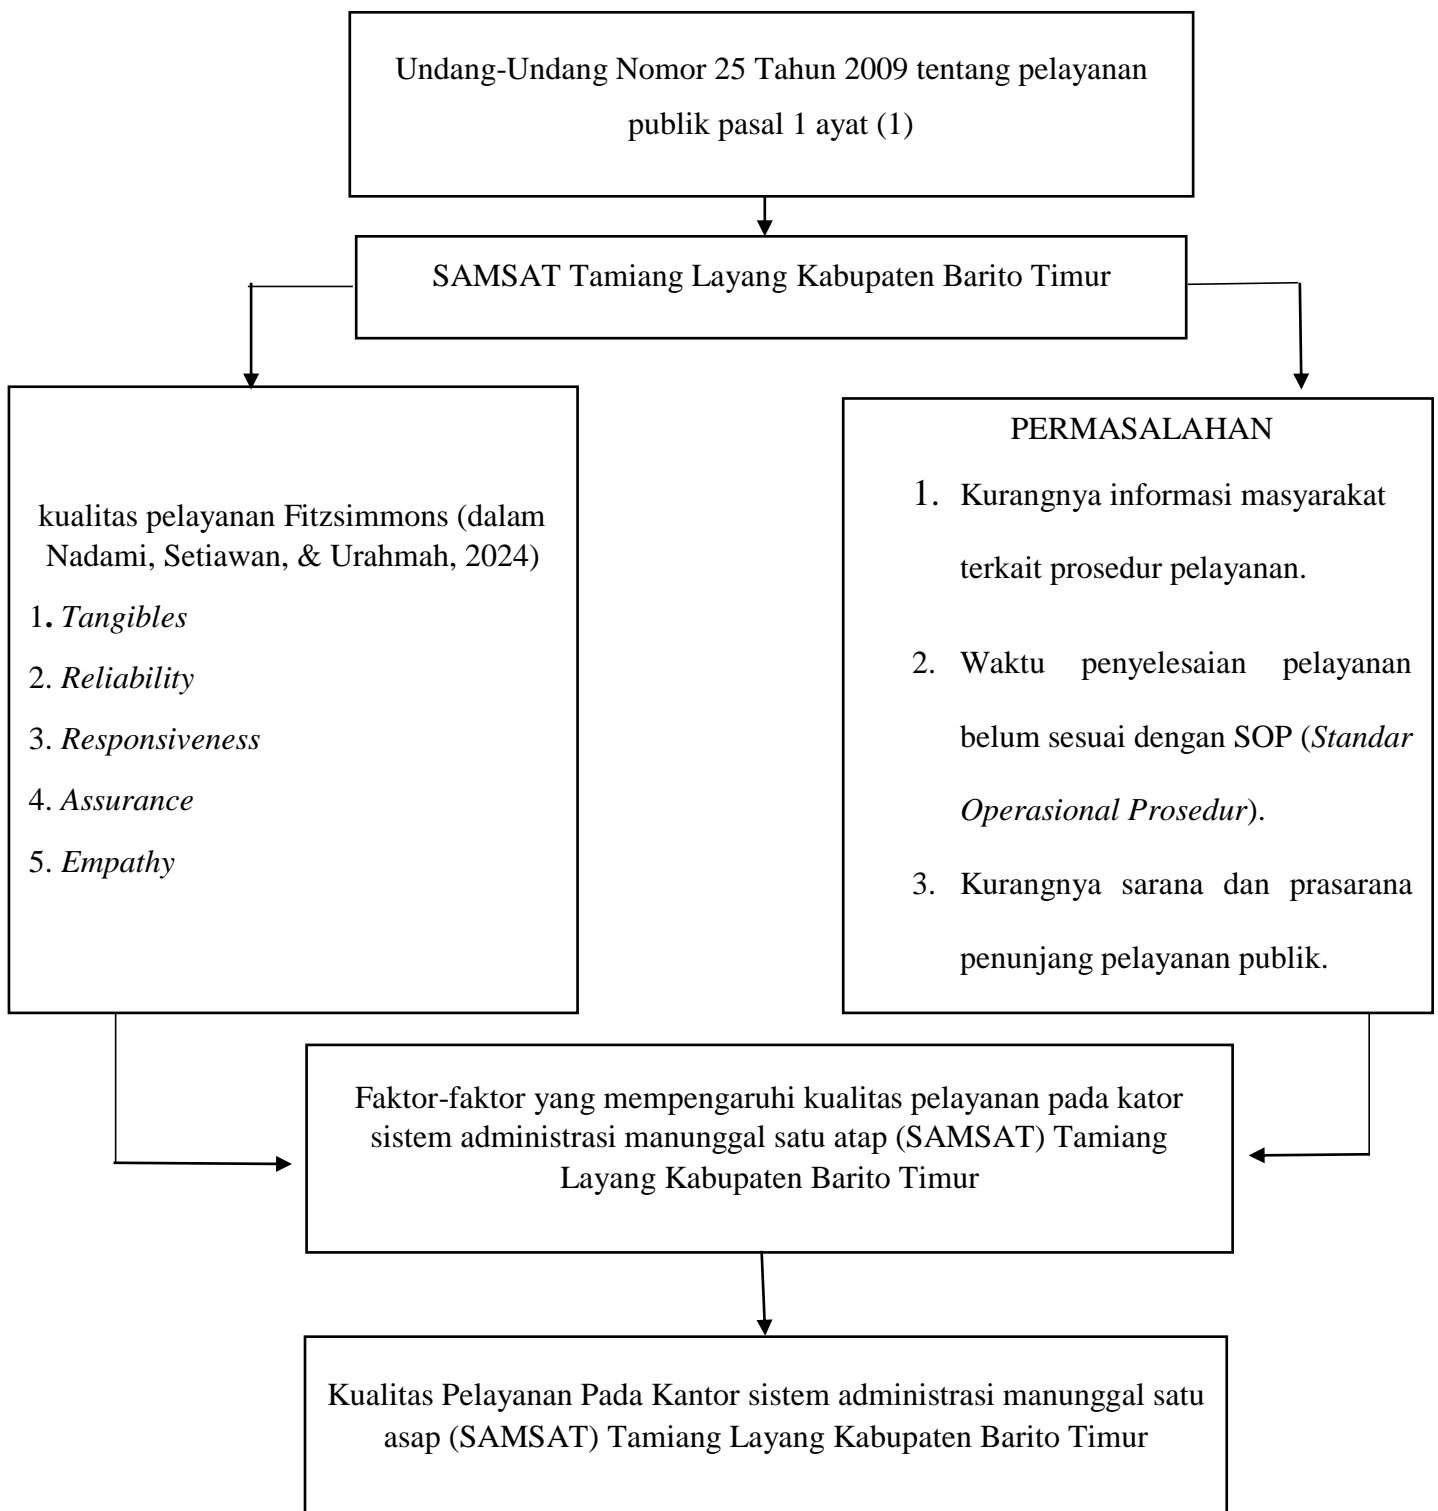 Undang-Undang Nomor 25 Tahun 2009 tentang pelayanan
publik pasal 1 ayat (1)
SAMSAT Tamiang Layang Kabupaten Barito Timur
kualitas pelayanan Fitzsimmons (dalam
Nadami, Setiawan, & Urahmah, 2024)
1. Tangibles
2. Reliability
3. Responsiveness
4. Assurance
5. Empathy
PERMASALAHAN
1. Kurangnya informasi masyarakat
terkait prosedur pelayanan.
2. Waktu penyelesaian pelayanan
belum sesuai dengan SOP (Standar
Operasional Prosedur).
3. Kurangnya sarana dan prasarana
penunjang pelayanan publik.
Faktor-faktor yang mempengaruhi kualitas pelayanan pada kator
sistem administrasi manunggal satu atap (SAMSAT) Tamiang
Layang Kabupaten Barito Timur
Kualitas Pelayanan Pada Kantor sistem administrasi manunggal satu
asap (SAMSAT) Tamiang Layang Kabupaten Barito Timur